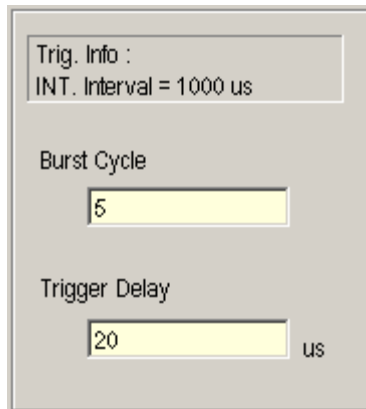 Trig. Info :
INT. Interval = 1000 us
Burst Cycle
5
Trigger Delay
20 us